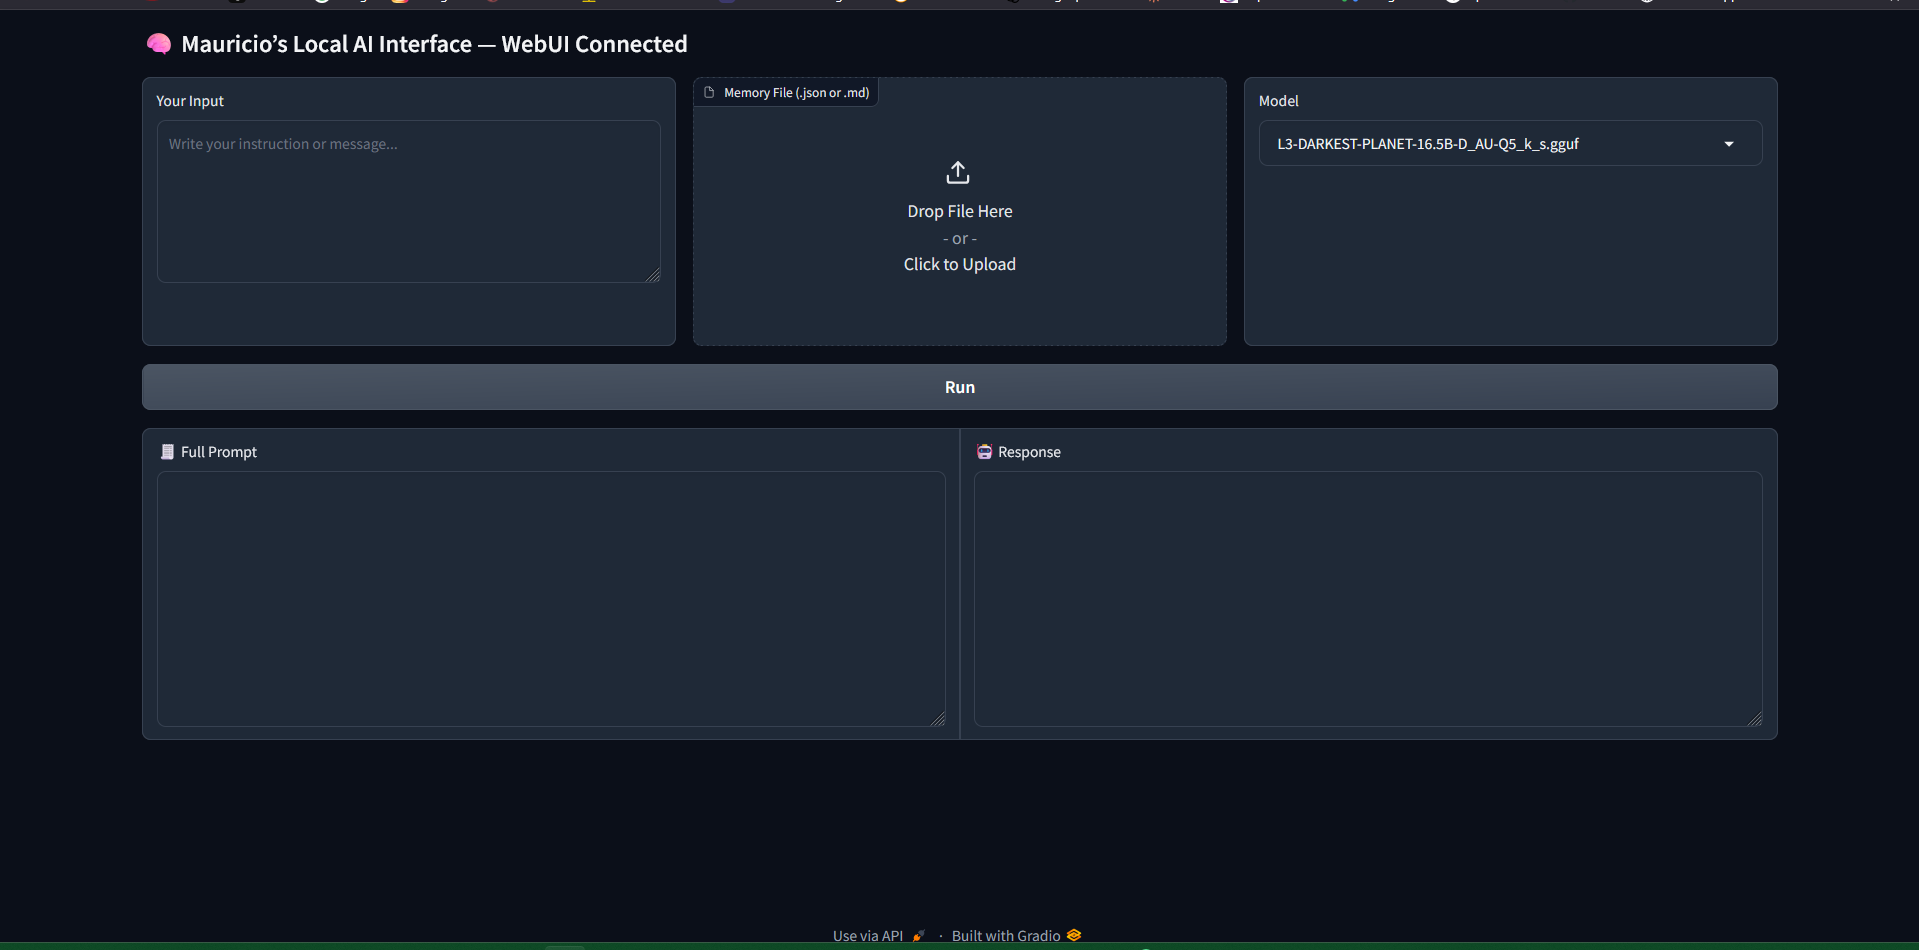 Mauricio’s Local AI Interface — WebUI Connected
Your Input
Write your instruction or message...
Memory File (.json or .md)
Drop File Here
- or -
Click to Upload
Model
L3-DARKEST-PLANET-16.5B-D_AU-Q5_k_s.gguf
Run
Full Prompt
Response
Use via API · Built with Gradio